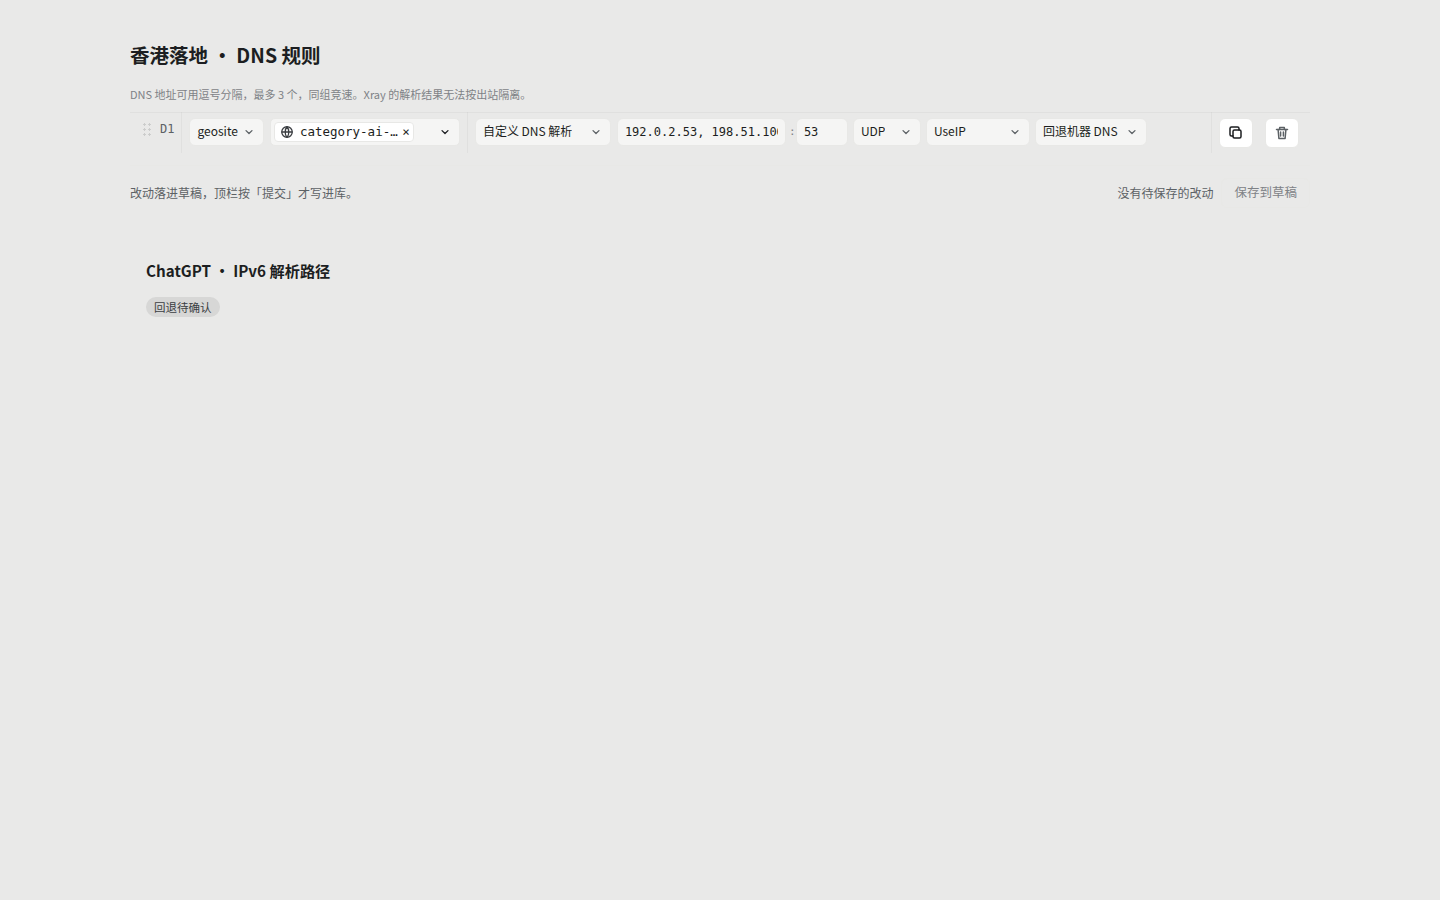 香港落地 · DNS 规则
DNS 地址可用逗号分隔，最多 3 个，同组竞速。Xray 的解析结果无法按出站隔离。
D1 geosite category-ai-… × 自定义 DNS 解析 192.0.2.53, 198.51.100 : 53 UDP UseIP 回退机器 DNS
改动落进草稿，顶栏按「提交」才写进库。 没有待保存的改动 保存到草稿
ChatGPT · IPv6 解析路径
回退待确认